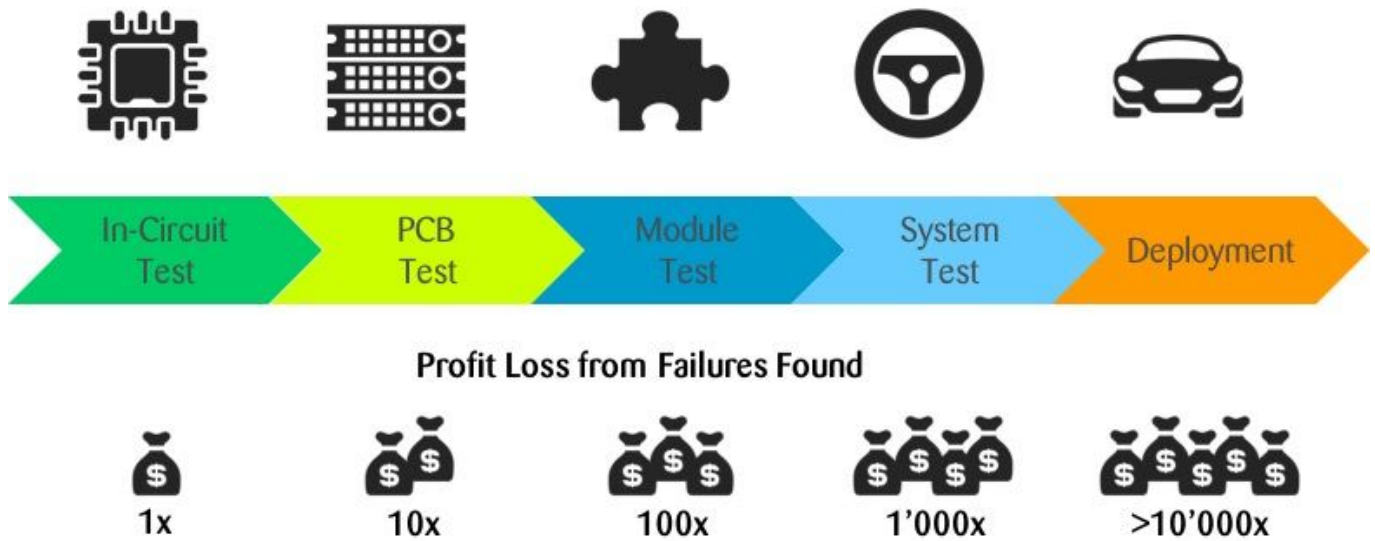 In-Circuit
Test
PCB
Test
Module
Test
System
Test
Deployment
Profit Loss from Failures Found
$ $ $ $ $ $ $ $ $ $ $ $ $ $ $
1x 10x 100x 1'000x >10'000x